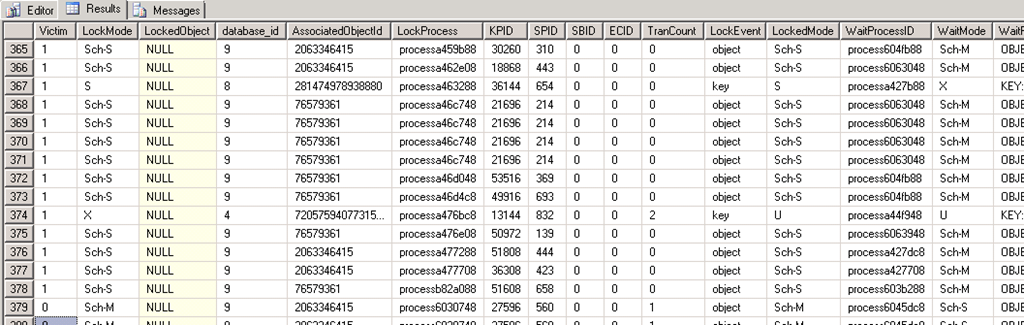 Editor Results Messages
Victim LockMode LockedObject database_id AssociatedObjectId LockProcess KPID SPID SBID ECID TranCount LockEvent LockedMode WaitProcessID WaitMode WaitR
365 1 Sch-S NULL 9 2063346415 processa459b88 30260 310 0 0 0 object Sch-S process604fb88 Sch-M OBJE
366 1 Sch-S NULL 9 2063346415 processa462e08 18868 443 0 0 0 object Sch-S process6063048 Sch-M OBJE
367 1 S NULL 8 281474978938880 processa463288 36144 654 0 0 0 key S processa427b88 X KEY:
368 1 Sch-S NULL 9 76579361 processa46c748 21696 214 0 0 0 object Sch-S process6063048 Sch-M OBJE
369 1 Sch-S NULL 9 76579361 processa46c748 21696 214 0 0 0 object Sch-S process6063048 Sch-M OBJE
370 1 Sch-S NULL 9 76579361 processa46c748 21696 214 0 0 0 object Sch-S process6063048 Sch-M OBJE
371 1 Sch-S NULL 9 76579361 processa46c748 21696 214 0 0 0 object Sch-S process6063048 Sch-M OBJE
372 1 Sch-S NULL 9 76579361 processa46d048 53516 369 0 0 0 object Sch-S process604fb88 Sch-M OBJE
373 1 Sch-S NULL 9 76579361 processa46d4c8 49916 693 0 0 0 object Sch-S process604fb88 Sch-M OBJE
374 1 X NULL 4 72057594077315... processa476bc8 13144 832 0 0 2 key U processa44f948 U KEY:
375 1 Sch-S NULL 9 76579361 processa476e08 50972 139 0 0 0 object Sch-S process6063948 Sch-M OBJE
376 1 Sch-S NULL 9 2063346415 processa477288 51808 444 0 0 0 object Sch-S processa427dc8 Sch-M OBJE
377 1 Sch-S NULL 9 2063346415 processa477708 36308 423 0 0 0 object Sch-S processa427708 Sch-M OBJE
378 1 Sch-S NULL 9 76579361 processb82a088 51608 658 0 0 0 object Sch-S process603b288 Sch-M OBJE
379 0 Sch-M NULL 9 2063346415 process6030748 27596 560 0 0 1 object Sch-M process6045dc8 Sch-S OBJE